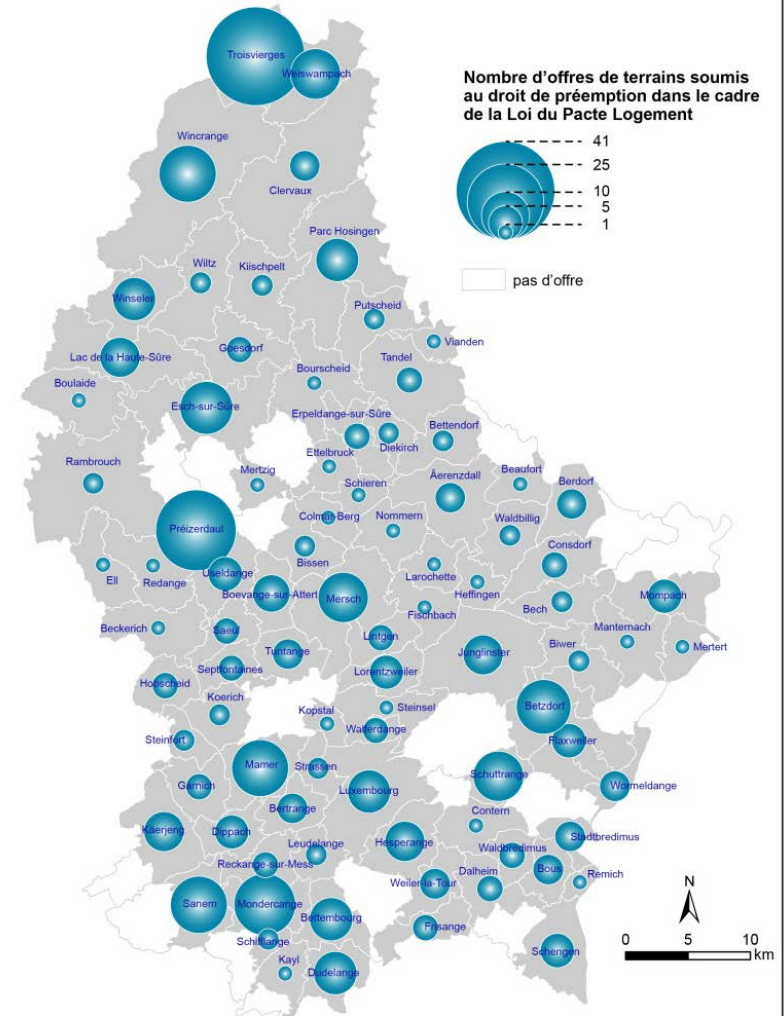 Troisvierges
Weiswampach
Nombre d'offres de terrains soumis
au droit de préemption dans le cadre
de la Loi du Pacte Logement
41
25
10
5
1
pas d'offre
Wincrange
Clervaux
Parc Hosingen
Wiltz
Kiischpelt
Winseler
Putscheid
Vianden
Goesdorf
Lac de la Haute-Sûre
Tandel
Bourscheid
Boulaide
Esch-sur-Sûre
Erpeldange-sur-Sûre
Bettendorf
Diekirch
Ettelbruck
Rambrouch
Mertzig
Beaufort
Äerenzdall
Berdorf
Schieren
Colmar-Berg
Nommern
Waldbillig
Préizerdaul
Consdorf
Bissen
Ell
Redange
Useldange
Larochette
Heffingen
Boevange-sur-Attert
Mersch
Mompach
Fischbach
Bech
Beckerich
Saeul
Lintgen
Manternach
Mertert
Biwer
Tuntange
Junglinster
Septfontaines
Lorentzweiler
Hobscheid
Koerich
Kopstal
Steinsel
Betzdorf
Walferdange
Steinfort
Flaxweiler
Mamer
Strassen
Schuttrange
Garnich
Luxembourg
Wormeldange
Bertrange
Contern
Käerjeng
Dippach
Stadtbredimus
Leudelange
Hesperange
Waldbredimus
Reckange-sur-Mess
Dalheim
Bous
Remich
Weiler-la-Tour
Sanem
Mondercange
Bettembourg
Frisange
Schifflange
Schengen
Kayl
Dudelange
N
0 5 10
km